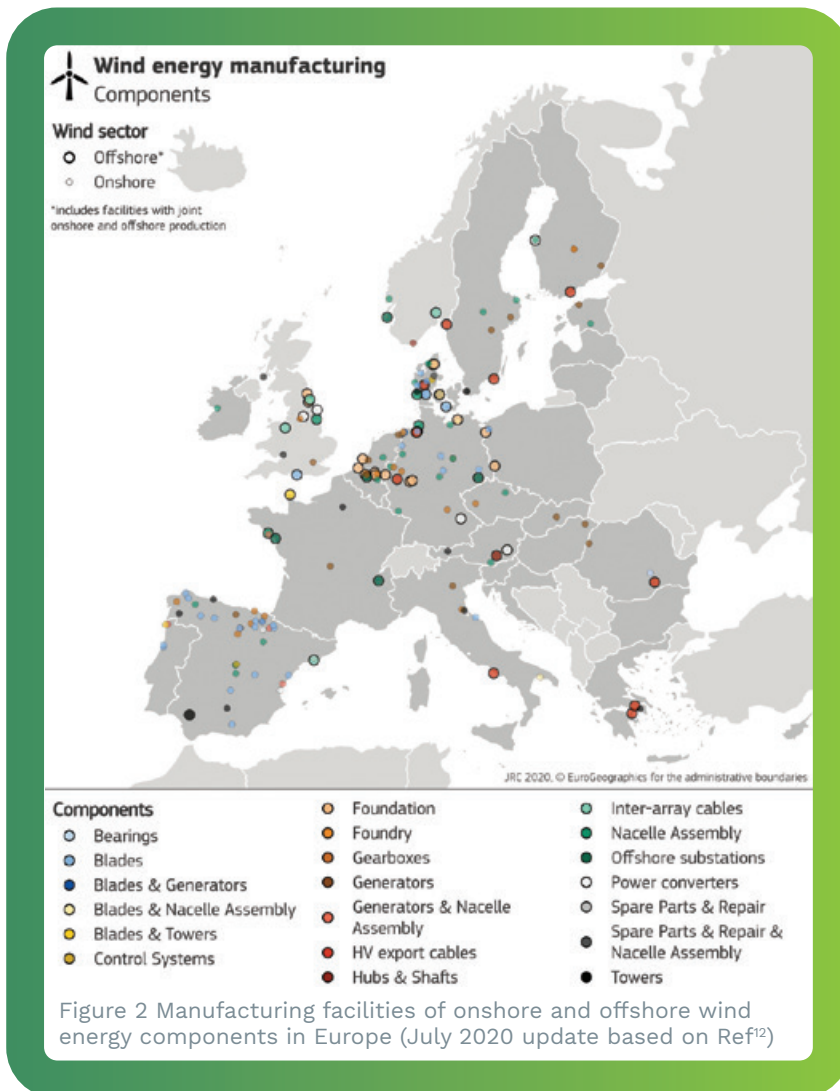 Wind energy manufacturing
Components
Wind sector
Offshore*
Onshore
*includes facilities with joint
onshore and offshore production
JRC 2020, © EuroGeographics for the administrative boundaries
Components
Bearings
Blades
Blades & Generators
Blades & Nacelle Assembly
Blades & Towers
Control Systems
Foundation
Foundry
Gearboxes
Generators
Generators & Nacelle
Assembly
HV export cables
Hubs & Shafts
Inter-array cables
Nacelle Assembly
Offshore substations
Power converters
Spare Parts & Repair
Spare Parts & Repair &
Nacelle Assembly
Towers
Figure 2 Manufacturing facilities of onshore and offshore wind
energy components in Europe (July 2020 update based on Ref¹²)